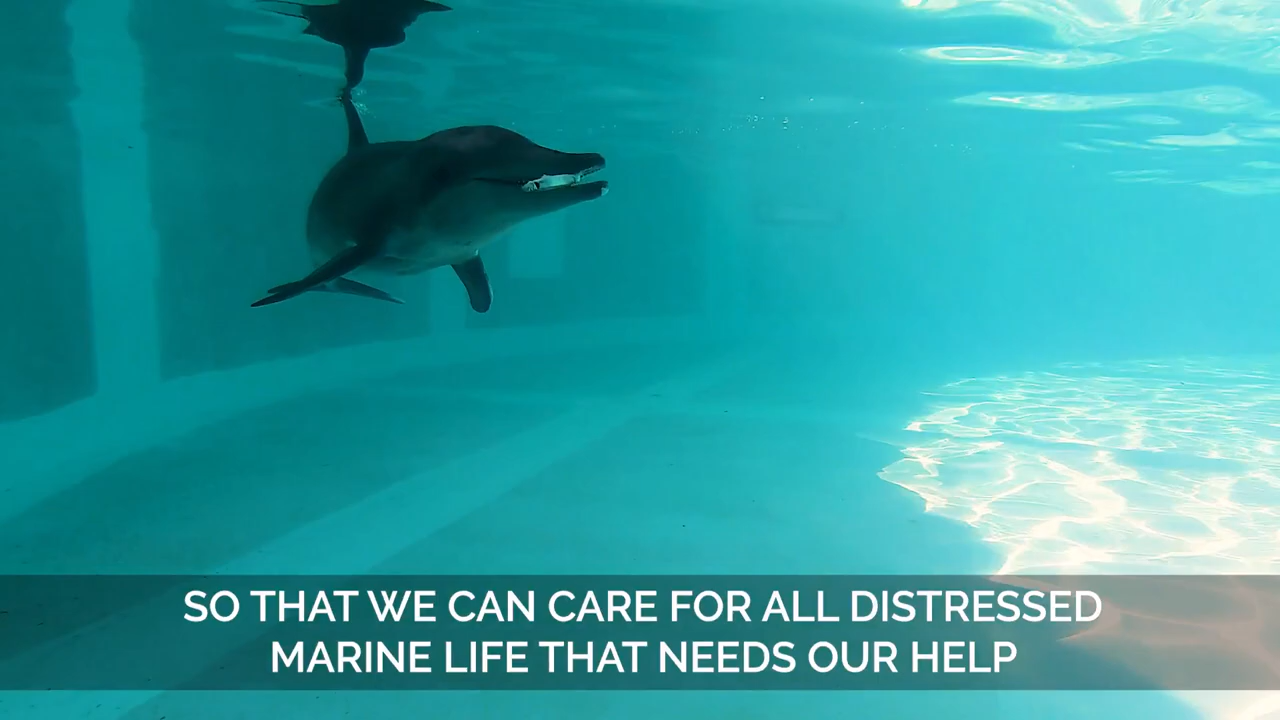 SO THAT WE CAN CARE FOR ALL DISTRESSED
MARINE LIFE THAT NEEDS OUR HELP